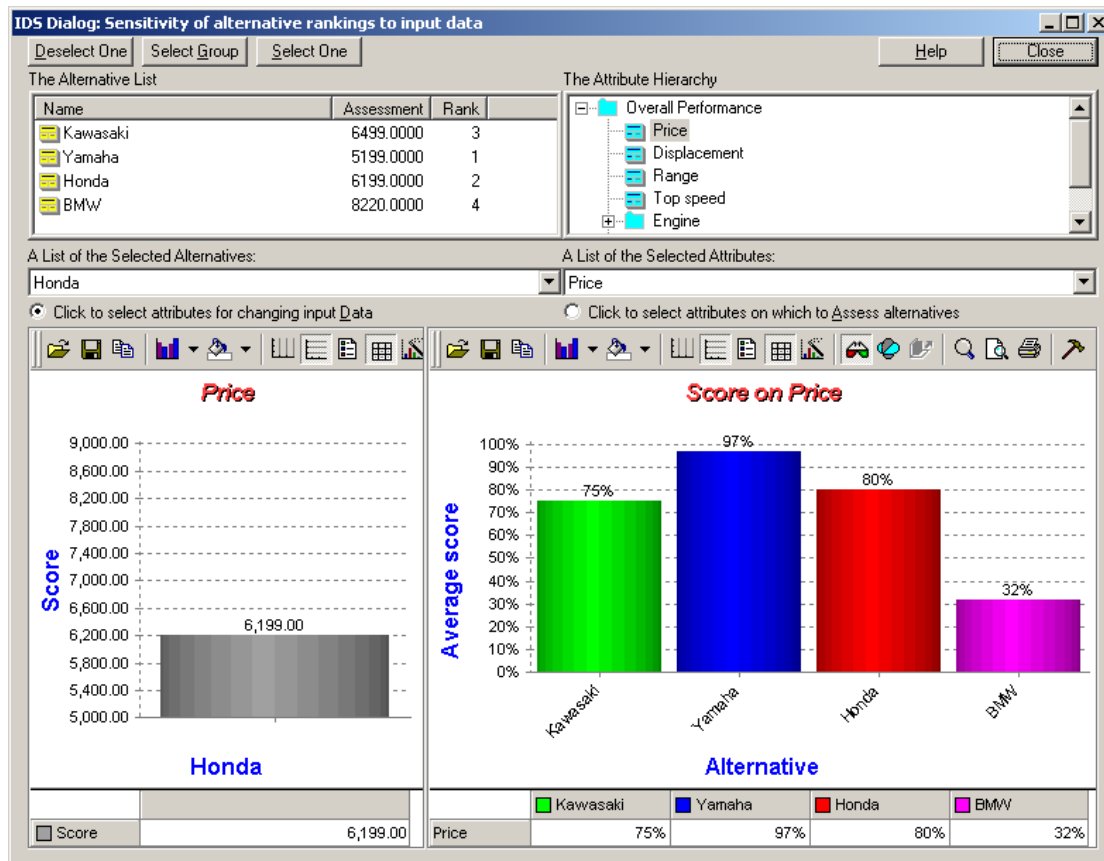 IDS Dialog: Sensitivity of alternative rankings to input data
Deselect One Select Group Select One Help Close
The Alternative List
Name Assessment Rank
Kawasaki 6499.0000 3
Yamaha 5199.0000 1
Honda 6199.0000 2
BMW 8220.0000 4
The Attribute Hierarchy
Overall Performance
Price
Displacement
Range
Top speed
Engine
A List of the Selected Alternatives:
Honda
A List of the Selected Attributes:
Price
Click to select attributes for changing input Data
Click to select attributes on which to Assess alternatives
Price
Score
9,000.00
8,600.00
8,200.00
7,800.00
7,400.00
7,000.00
6,600.00
6,200.00
5,800.00
5,400.00
5,000.00
6,199.00
Honda
Score 6,199.00
Score on Price
Average score
100%
90%
80%
70%
60%
50%
40%
30%
20%
10%
0%
75%
97%
80%
32%
Kawasaki
Yamaha
Honda
BMW
Alternative
Kawasaki Yamaha Honda BMW
Price 75% 97% 80% 32%